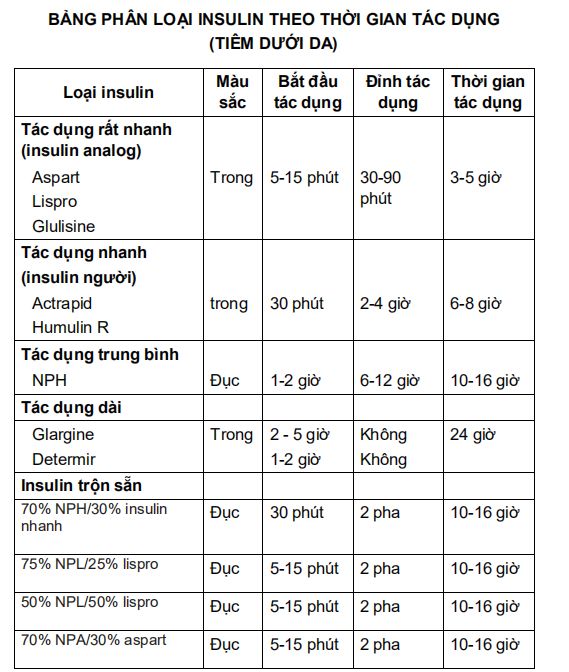 BẢNG PHÂN LOẠI INSULIN THEO THỜI GIAN TÁC DỤNG
(TIÊM DƯỚI DA)
Loại insulin Màu sắc Bắt đầu tác dụng Đỉnh tác dụng Thời gian tác dụng
Tác dụng rất nhanh
(insulin analog)
Aspart Trong 5-15 phút 30-90 phút 3-5 giờ
Lispro
Glulisine
Tác dụng nhanh
(insulin người)
Actrapid trong 30 phút 2-4 giờ 6-8 giờ
Humulin R
Tác dụng trung bình
NPH Đục 1-2 giờ 6-12 giờ 10-16 giờ
Tác dụng dài
Glargine Trong 2 - 5 giờ Không 24 giờ
Determir 1-2 giờ Không
Insulin trộn sẵn
70% NPH/30% insulin nhanh Đục 30 phút 2 pha 10-16 giờ
75% NPL/25% lispro Đục 5-15 phút 2 pha 10-16 giờ
50% NPL/50% lispro Đục 5-15 phút 2 pha 10-16 giờ
70% NPA/30% aspart Đục 5-15 phút 2 pha 10-16 giờ